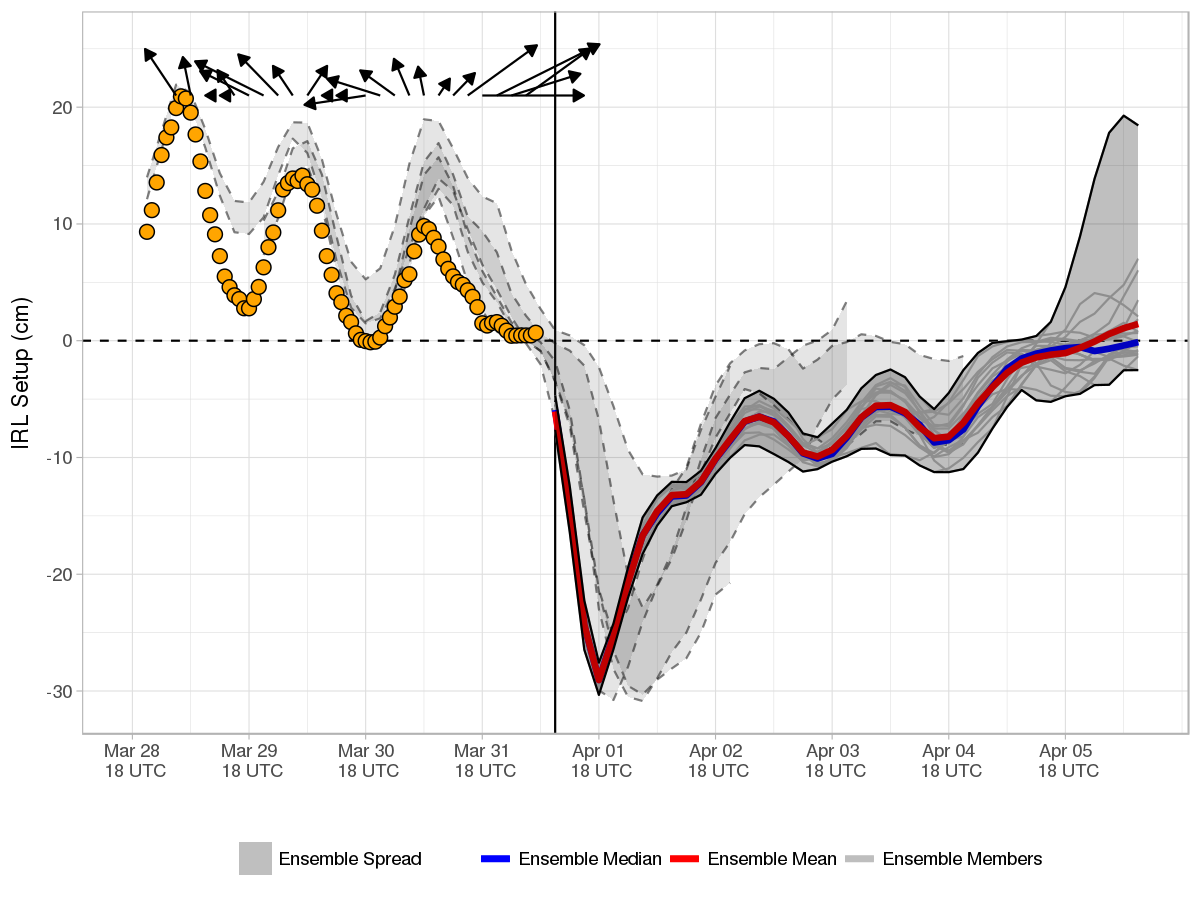 IRL Setup (cm)
20
10
0
-10
-20
-30
Mar 28 Mar 29 Mar 30 Mar 31 Apr 01 Apr 02 Apr 03 Apr 04 Apr 05
18 UTC 18 UTC 18 UTC 18 UTC 18 UTC 18 UTC 18 UTC 18 UTC 18 UTC
Ensemble Spread Ensemble Median Ensemble Mean Ensemble Members